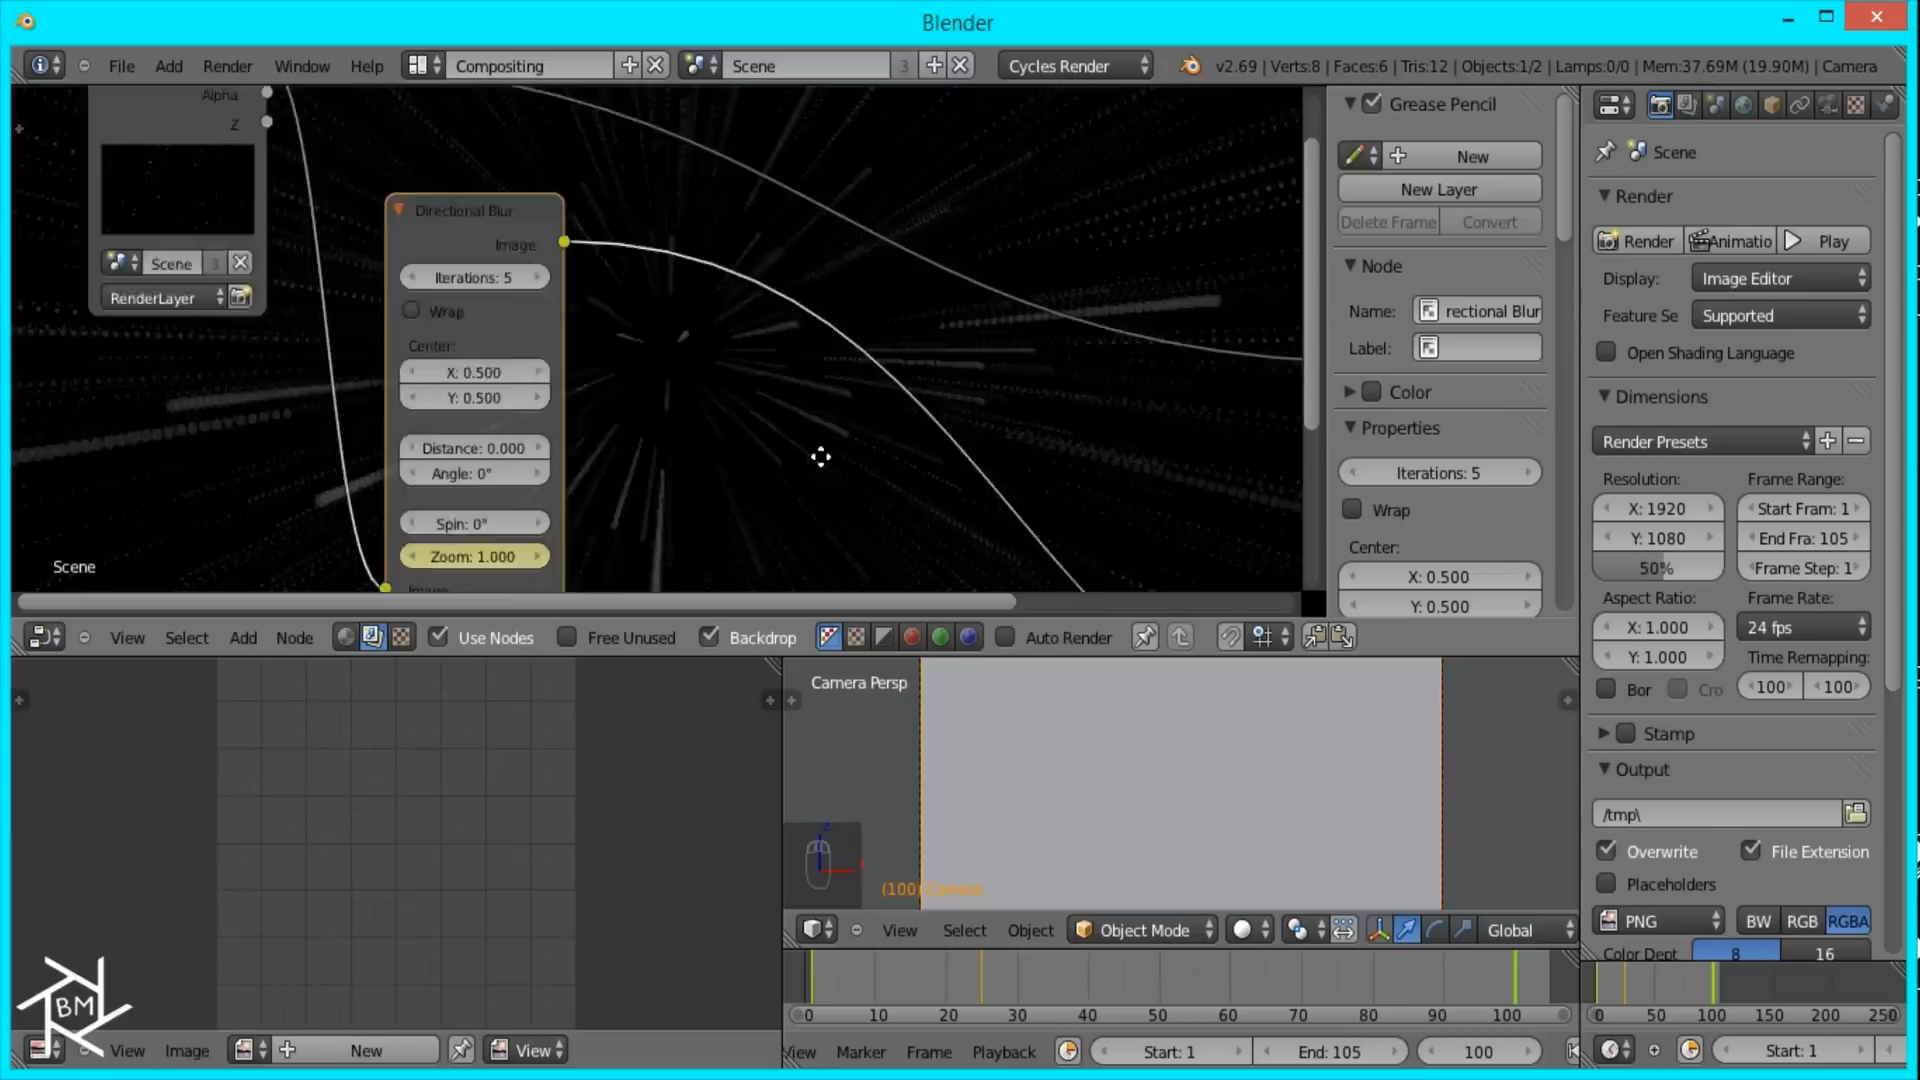 Blender
File Add Render Window Help Compositing Scene 3 Cycles Render v2.69 | Verts:8 | Faces:6 | Tris:12 | Objects:1/2 | Lamps:0/0 | Mem:37.69M (19.90M) | Camera
Alpha
Z
Scene 3
RenderLayer
Directional Blur
Image
Iterations: 5
Wrap
Center:
X: 0.500
Y: 0.500
Distance: 0.000
Angle: 0°
Spin: 0°
Zoom: 1.000
Scene
Grease Pencil
New
New Layer
Delete Frame Convert
Node
Name: rectional Blur
Label:
Color
Properties
Iterations: 5
Wrap
Center:
X: 0.500
Y: 0.500
Scene
Render
Render Animatio Play
Display: Image Editor
Feature Se Supported
Open Shading Language
Dimensions
Render Presets
Resolution: Frame Range:
X: 1920 Start Fram: 1
Y: 1080 End Fra: 105
50% Frame Step: 1
Aspect Ratio: Frame Rate:
X: 1.000 24 fps
Y: 1.000 Time Remapping:
Bor Cro 100 100
Stamp
Output
/tmp\
Overwrite File Extension
Placeholders
PNG BW RGB RGBA
Color Dept 8 16
View Select Add Node Use Nodes Free Unused Backdrop Auto Render
Camera Persp
(100) Camera
View Select Object Object Mode Global
0 10 20 30 40 50 60 70 80 90 100
View Marker Frame Playback Start: 1 End: 105 100
0 50 100 150 200 250
Start: 1
BM
View Image New View